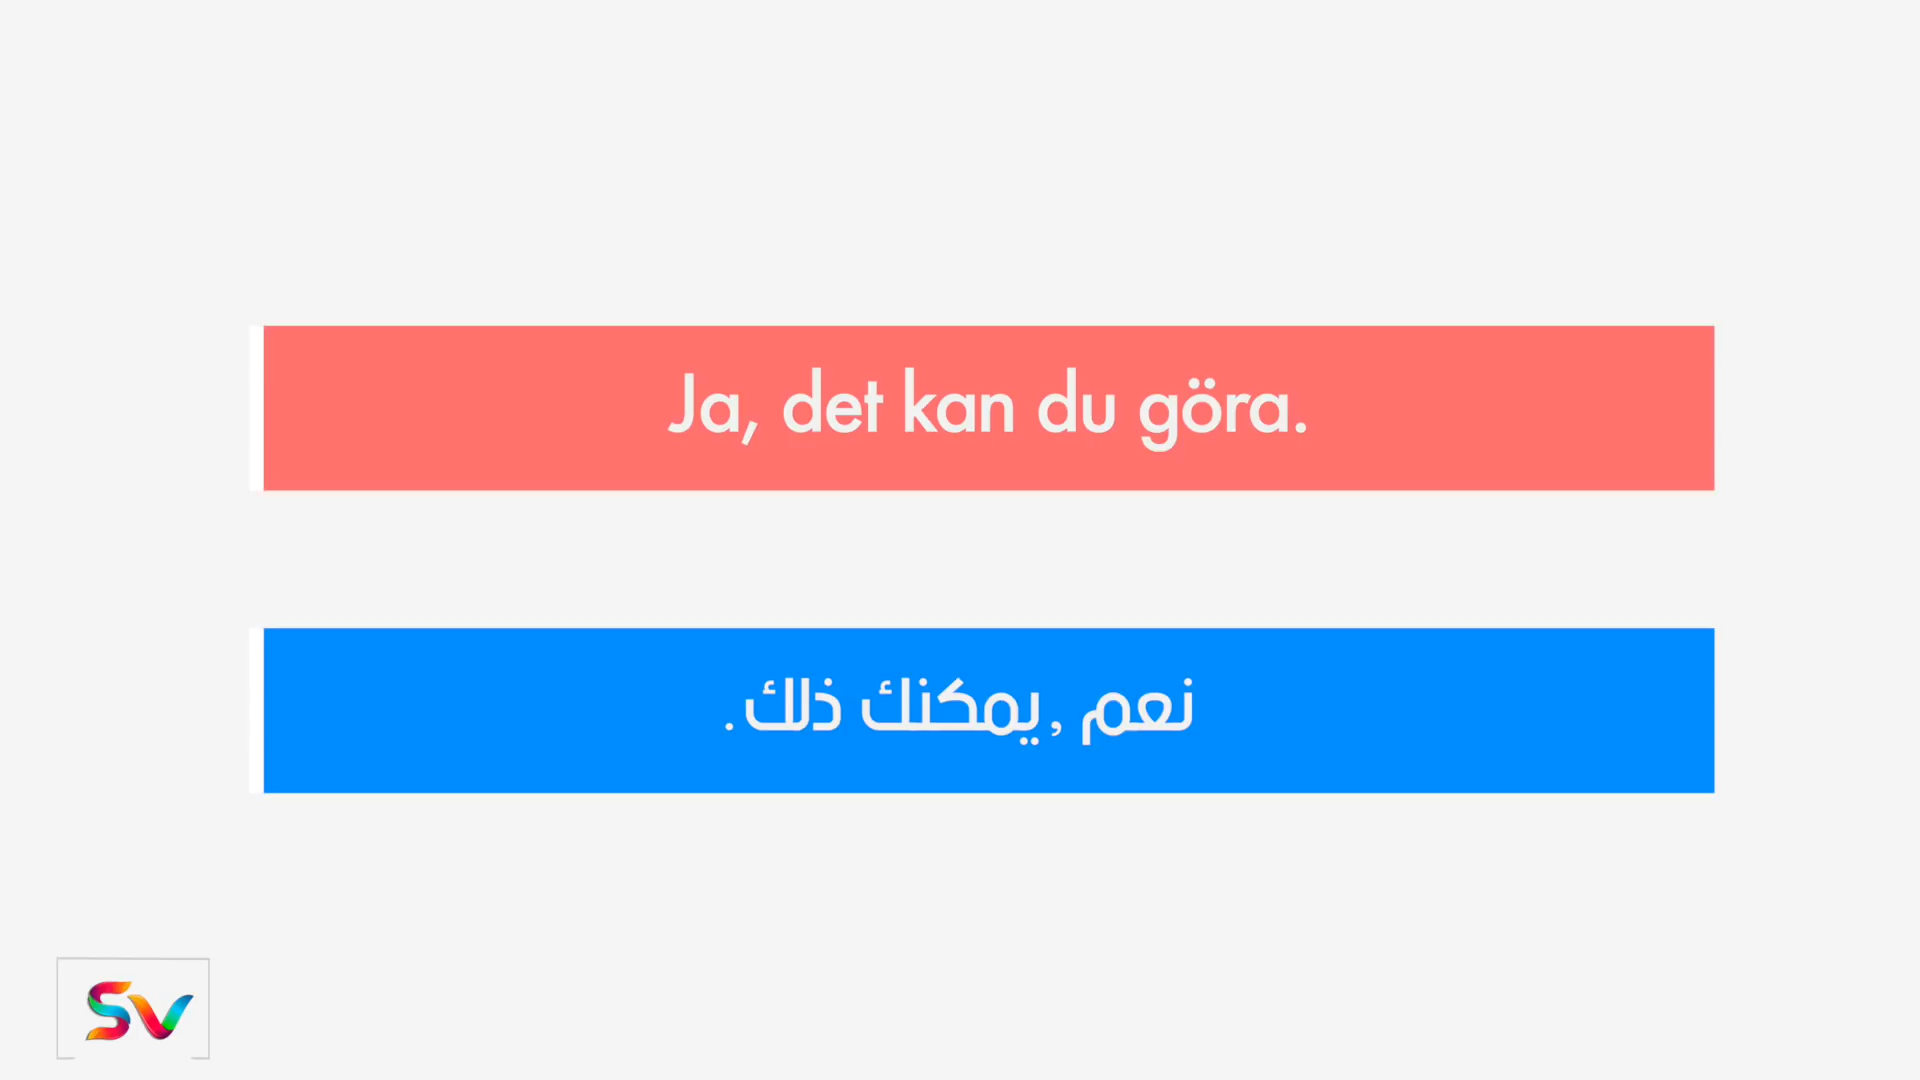 Ja, det kan du göra.
نعم ,يمكنك ذلك.
SV